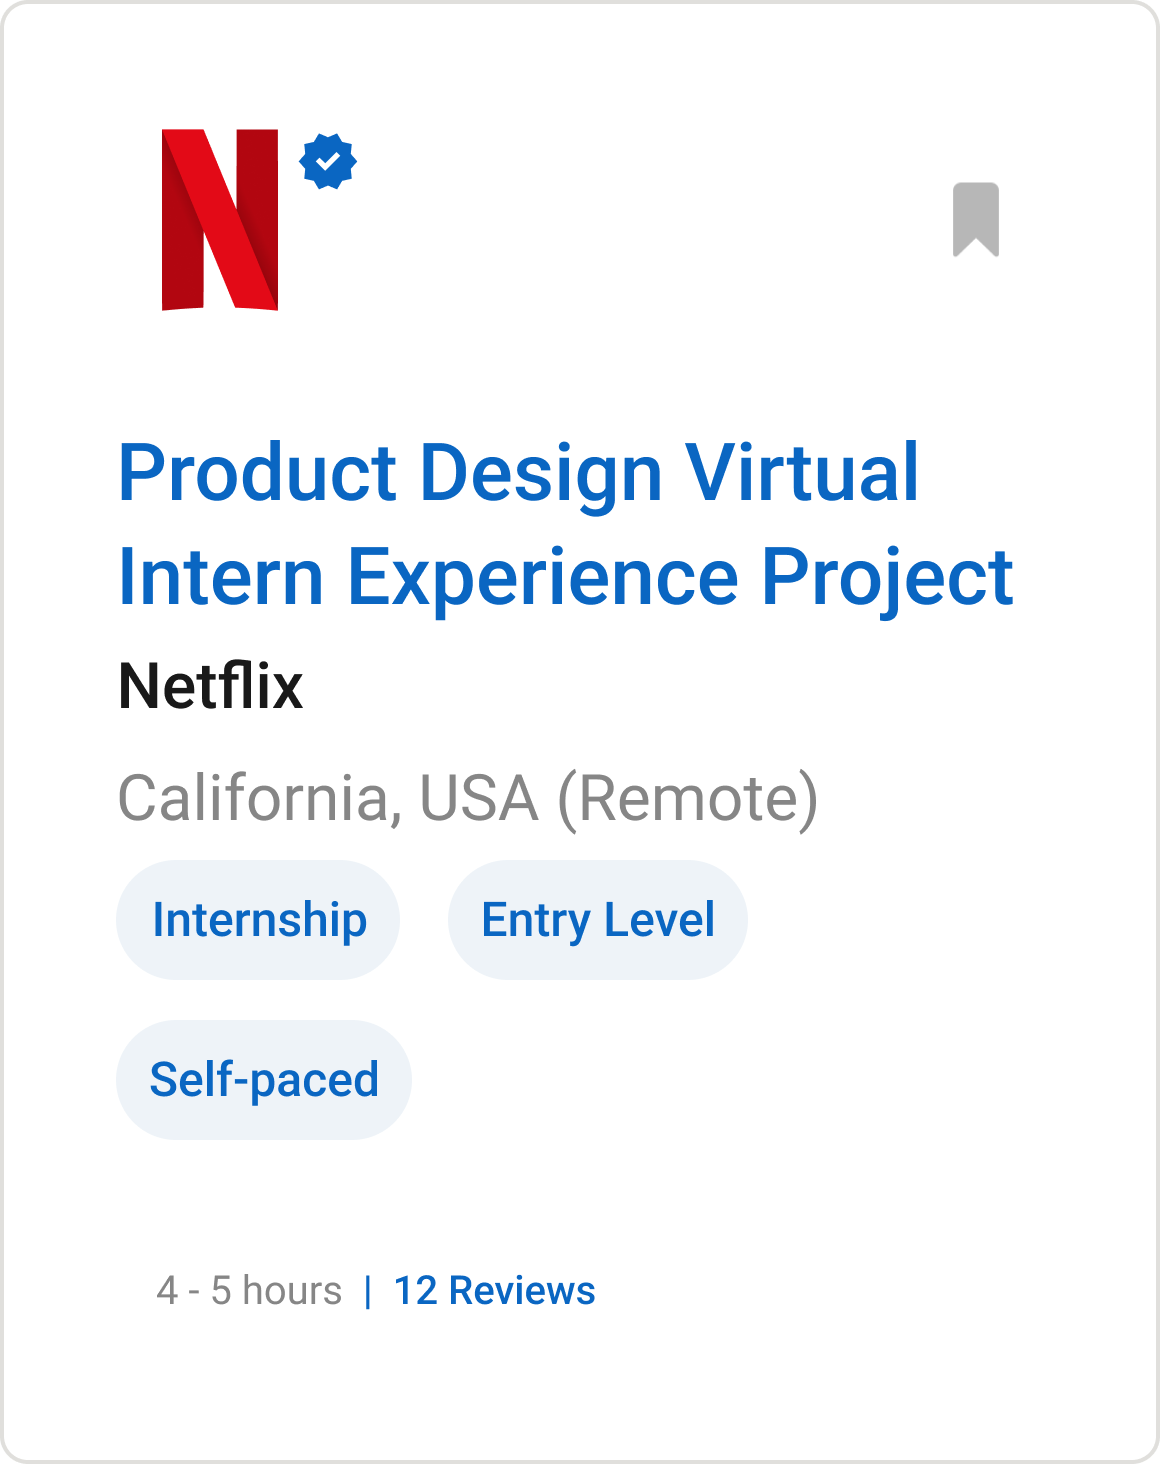 Product Design Virtual
Intern Experience Project
Netflix
California, USA (Remote)
Internship
Entry Level
Self-paced
4 - 5 hours | 12 Reviews